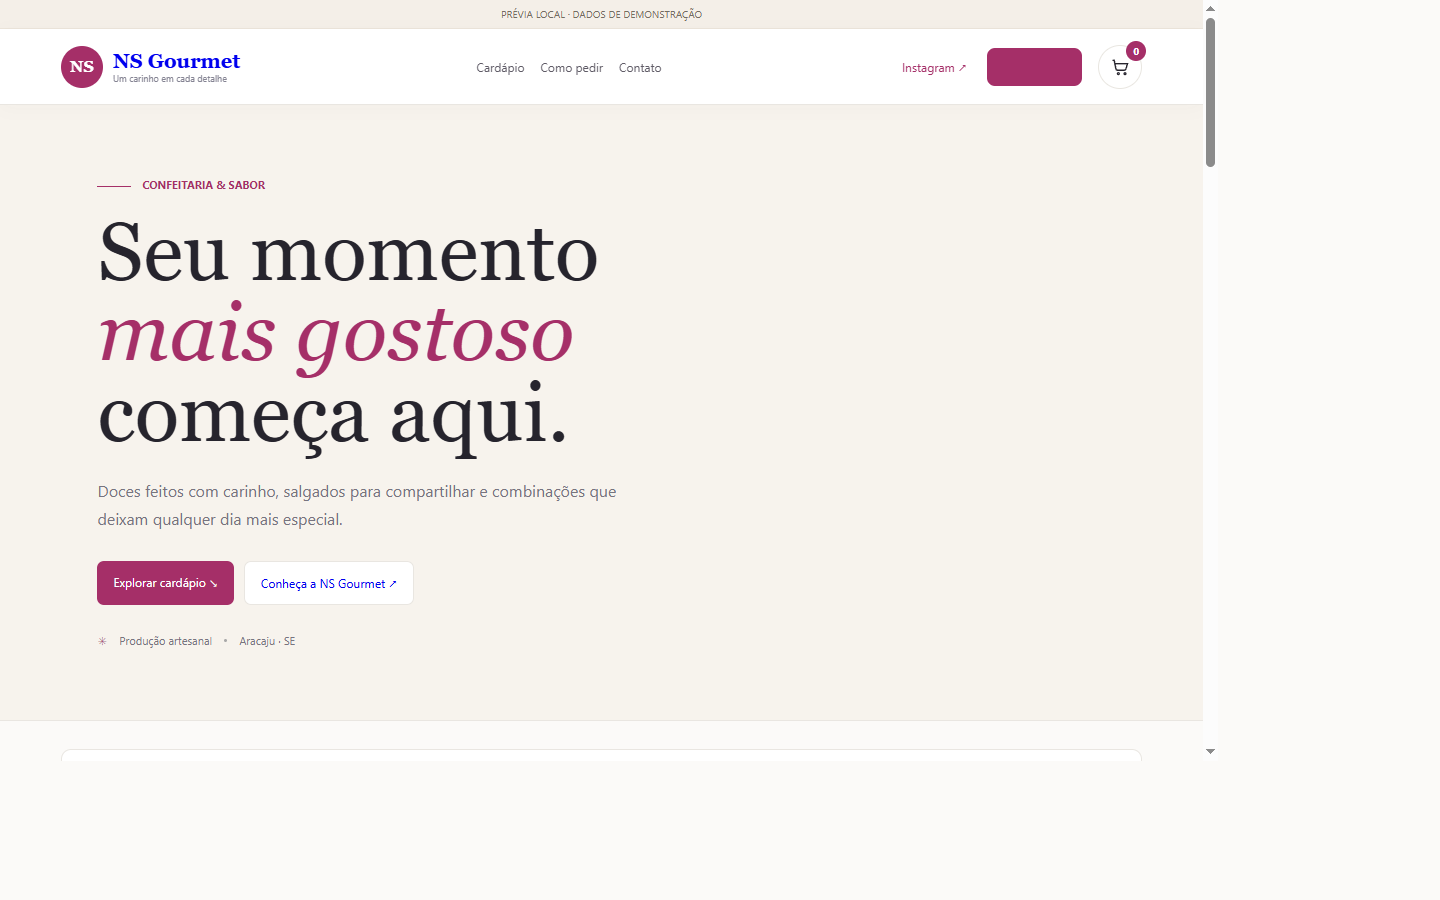 PRÉVIA LOCAL · DADOS DE DEMONSTRAÇÃO
NS
NS Gourmet
Um carinho em cada detalhe
Cardápio
Como pedir
Contato
Instagram ↗
0
CONFEITARIA & SABOR
Seu momento
mais gostoso
começa aqui.
Doces feitos com carinho, salgados para compartilhar e combinações que
deixam qualquer dia mais especial.
Explorar cardápio ↘
Conheça a NS Gourmet ↗
✳ Produção artesanal • Aracaju · SE